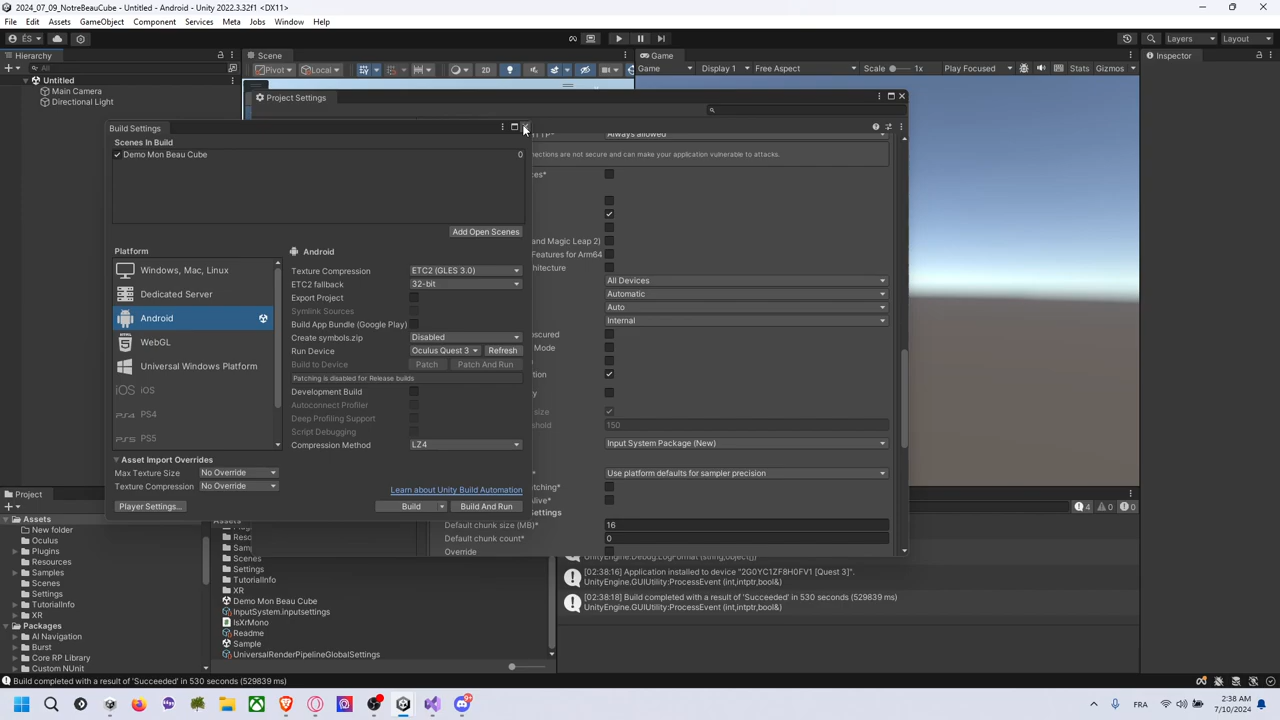 2024_07_09_NotreBeauCube - Untitled - Android - Unity 2022.3.32f1 <DX11>
File Edit Assets GameObject Component Services Meta Jobs Window Help
ÉS
Layers Layout
Hierarchy
All
Untitled
Main Camera
Directional Light
Scene
Pivot Local 2D
Game
Game Display 1 Free Aspect Scale 1x Play Focused Stats Gizmos
Inspector
Project Settings
Always allowed
nections are not secure and can make your application vulnerable to attacks.
and Magic Leap 2)
Features for Arm64
chitecture
All Devices
Automatic
Auto
Internal
bscured
Mode
tion
size
shold 150
Input System Package (New)
Use platform defaults for sampler precision
tching*
Alive*
Settings
Default chunk size (MB)* 16
Default chunk count* 0
Override
Build Settings
Scenes In Build
Demo Mon Beau Cube 0
Add Open Scenes
Platform
Windows, Mac, Linux
Dedicated Server
Android
WebGL
Universal Windows Platform
iOS iOS
PS4 PS4
PS5 PS5
Android
Texture Compression ETC2 (GLES 3.0)
ETC2 fallback 32-bit
Export Project
Symlink Sources
Build App Bundle (Google Play)
Create symbols.zip Disabled
Run Device Oculus Quest 3 Refresh
Build to Device Patch Patch And Run
Patching is disabled for Release builds
Development Build
Autoconnect Profiler
Deep Profiling Support
Script Debugging
Compression Method LZ4
Asset Import Overrides
Max Texture Size No Override
Texture Compression No Override
Learn about Unity Build Automation
Player Settings... Build Build And Run
Project
Assets
New folder
Oculus
Plugins
Resources
Samples
Scenes
Settings
TutorialInfo
XR
Packages
AI Navigation
Burst
Core RP Library
Custom NUnit
Assets
Scenes
Settings
TutorialInfo
XR
Demo Mon Beau Cube
InputSystem.inputsettings
IsXrMono
Readme
Sample
UniversalRenderPipelineGlobalSettings
4 0 0
UnityEngine.Debug:LogFormat (string,object[])
[02:38:16] Application installed to device "2G0YC1ZF8H0FV1 [Quest 3]".
UnityEngine.GUIUtility:ProcessEvent (int,intptr,bool&)
[02:38:18] Build completed with a result of 'Succeeded' in 530 seconds (529839 ms)
UnityEngine.GUIUtility:ProcessEvent (int,intptr,bool&)
Build completed with a result of 'Succeeded' in 530 seconds (529839 ms)
FRA
2:38 AM
7/10/2024